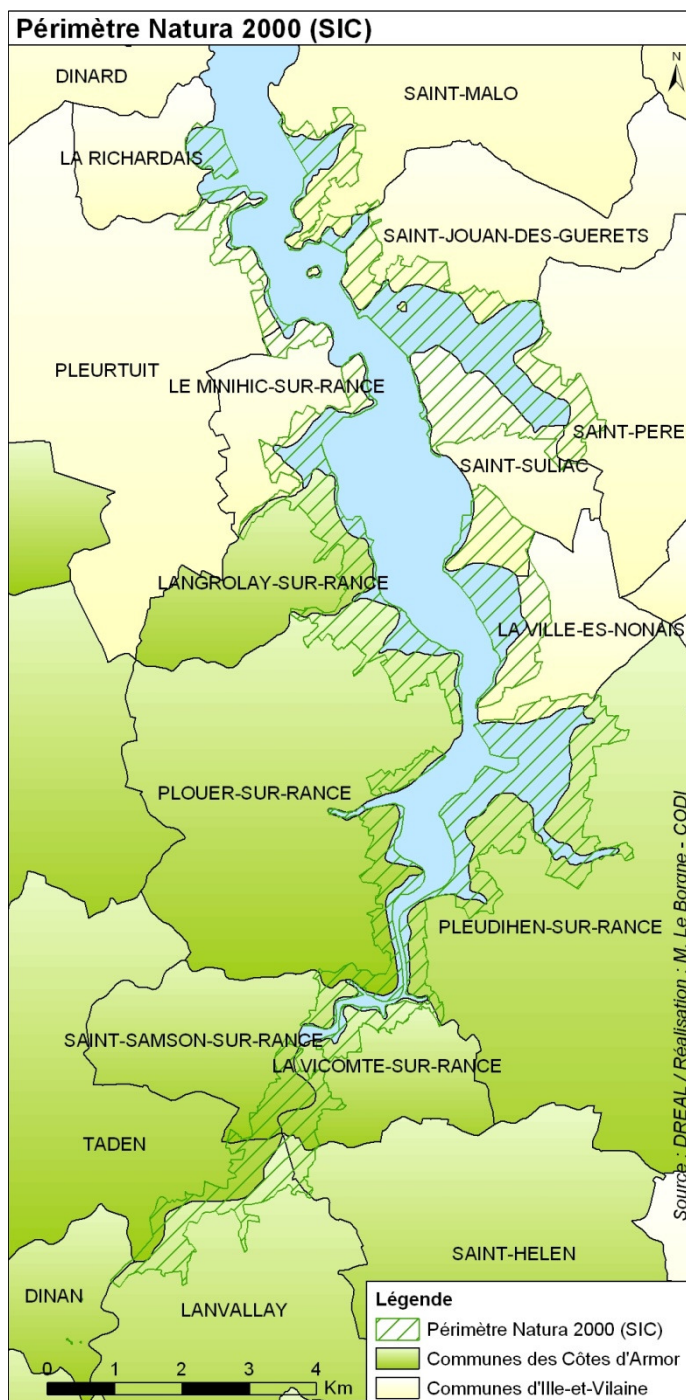 Périmètre Natura 2000 (SIC)
N
DINARD
SAINT-MALO
LA RICHARDAIS
SAINT-JOUAN-DES-GUERETS
PLEURTUIT
LE MINIHIC-SUR-RANCE
SAINT-PERE
SAINT-SULIAC
LANGROLAY-SUR-RANCE
LA VILLE-ES-NONAIS
PLOUER-SUR-RANCE
PLEUDIHEN-SUR-RANCE
SAINT-SAMSON-SUR-RANCE
LA VICOMTE-SUR-RANCE
TADEN
SAINT-HELEN
DINAN
LANVALLAY
Source : DREAL / Réalisation : M. Le Borgne - CODI
Légende
Périmètre Natura 2000 (SIC)
Communes des Côtes d'Armor
Communes d'Ille-et-Vilaine
0 1 2 3 4
Km